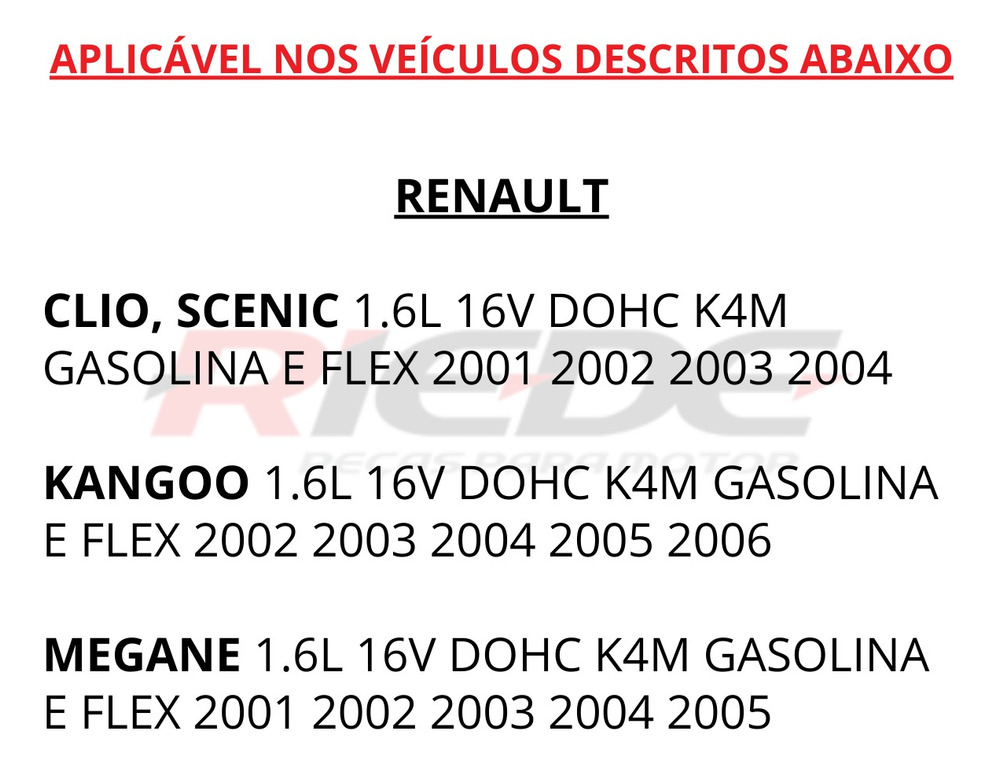 APLICÁVEL NOS VEÍCULOS DESCRITOS ABAIXO
RENAULT
CLIO, SCENIC 1.6L 16V DOHC K4M
GASOLINA E FLEX 2001 2002 2003 2004
RIEDE
PEÇAS PARA MOTOR
KANGOO 1.6L 16V DOHC K4M GASOLINA
E FLEX 2002 2003 2004 2005 2006
MEGANE 1.6L 16V DOHC K4M GASOLINA
E FLEX 2001 2002 2003 2004 2005